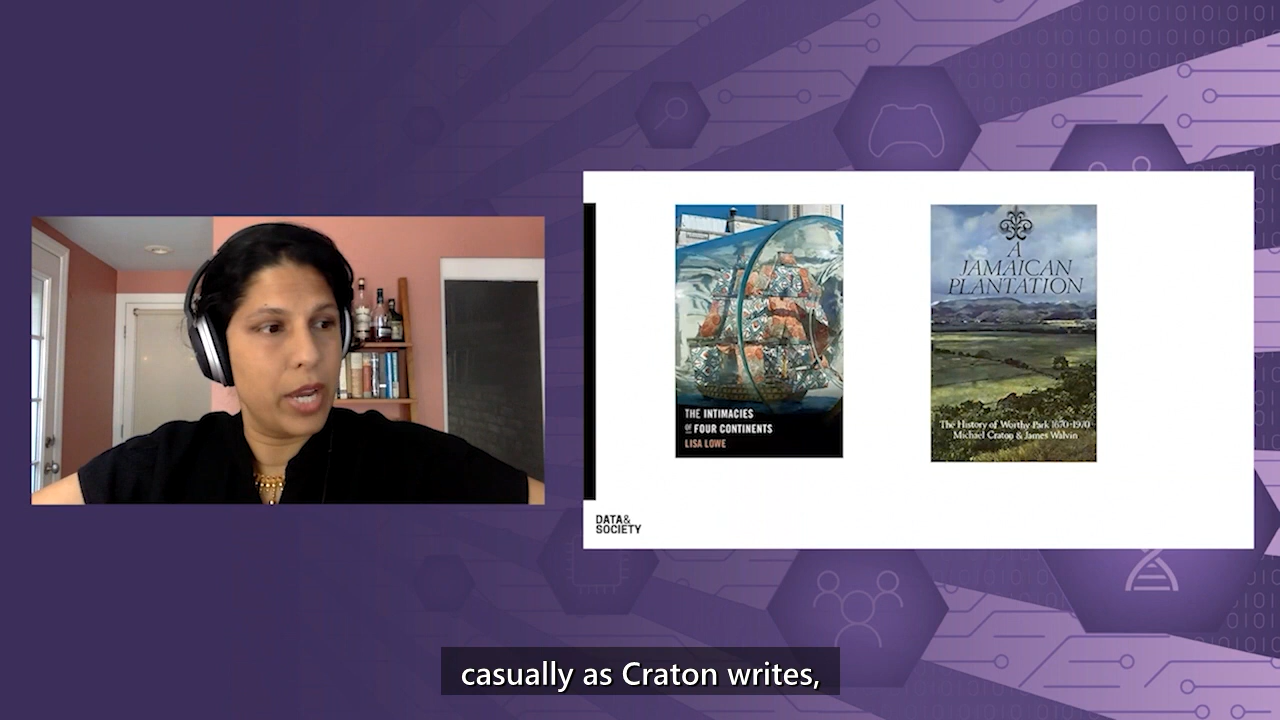 THE INTIMACIES
OF FOUR CONTINENTS
LISA LOWE
A
JAMAICAN
PLANTATION
The History of Worthy Park 1670-1970
Michael Craton & James Walvin
DATA&
SOCIETY
casually as Craton writes,